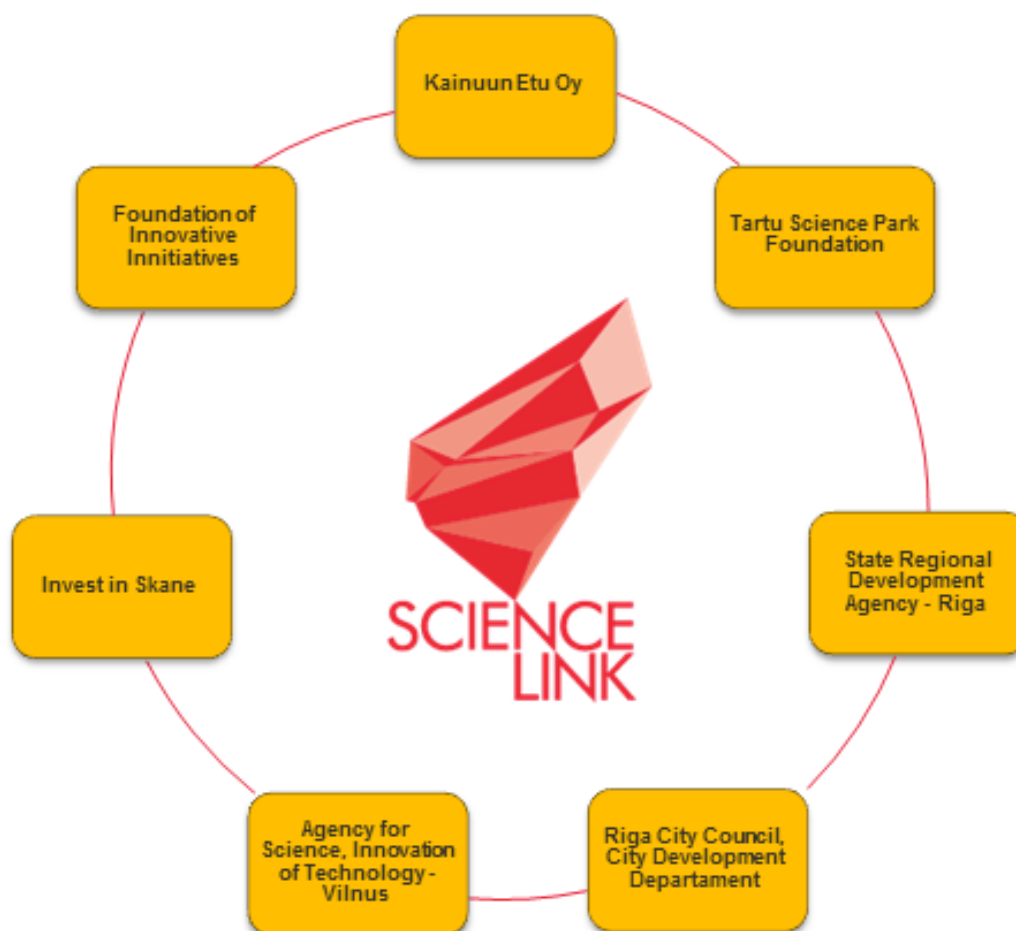 Kainuun Etu Oy
Tartu Science Park
Foundation
State Regional
Development
Agency - Riga
Riga City Council,
City Development
Departament
Agency for
Science, Innovation
of Technology -
Vilnus
Invest in Skane
Foundation of
Innovative
Innitiatives
SCIENCE
LINK